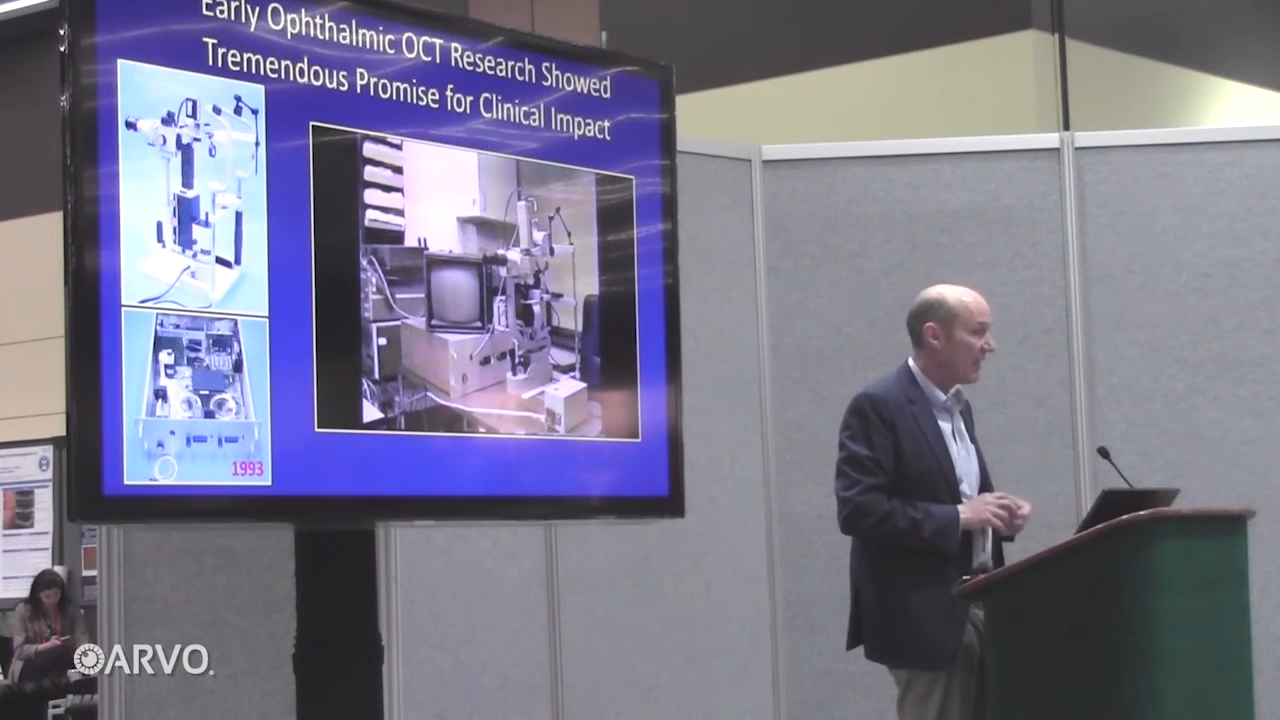 Early Ophthalmic OCT Research Showed
Tremendous Promise for Clinical Impact
1993
ARVO.